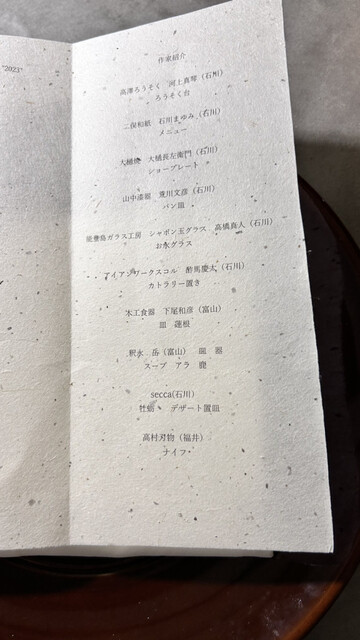 "2023"
作家紹介
高澤ろうそく 河上真琴（石川）
ろうそく台
二俣和紙 石川まゆみ（石川）
メニュー
大樋焼 大樋長左衛門（石川）
ショープレート
山中漆器 荒川文彦（石川）
パン皿
能登島ガラス工房 シャボン玉グラス 高橋直人（石川）
お水グラス
アイアンワークスコル 酢馬慶太（石川）
カトラリー置き
木工食器 下尾和彦（富山）
皿 蓮根
釈永 岳（富山） 陶 器
スープ アラ 鹿
secca(石川)
牡蠣 デザート置皿
高村刃物（福井）
ナイフ